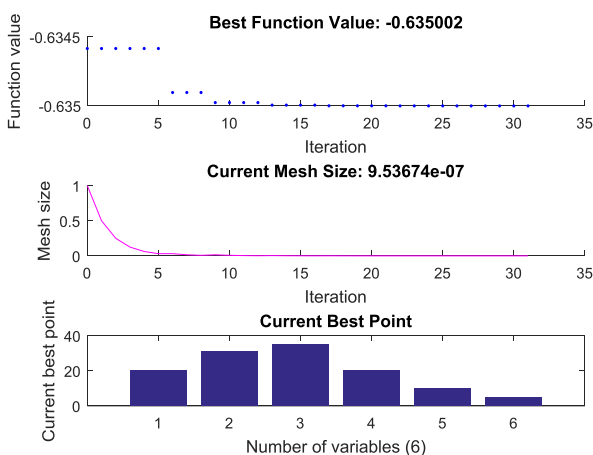 Best Function Value: -0.635002
Function value
-0.6345
-0.635
0 5 10 15 20 25 30 35
Iteration
Current Mesh Size: 9.53674e-07
Mesh size
1
0.5
0
0 5 10 15 20 25 30 35
Iteration
Current Best Point
Current best point
40
20
0
1 2 3 4 5 6
Number of variables (6)